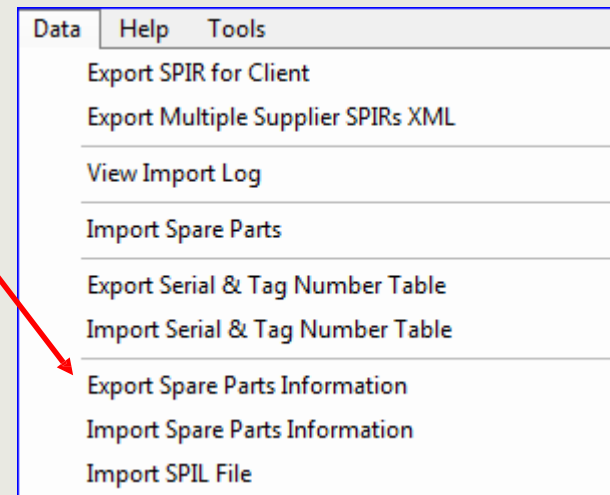 Data Help Tools
Export SPIR for Client
Export Multiple Supplier SPIRs XML
View Import Log
Import Spare Parts
Export Serial & Tag Number Table
Import Serial & Tag Number Table
Export Spare Parts Information
Import Spare Parts Information
Import SPIL File